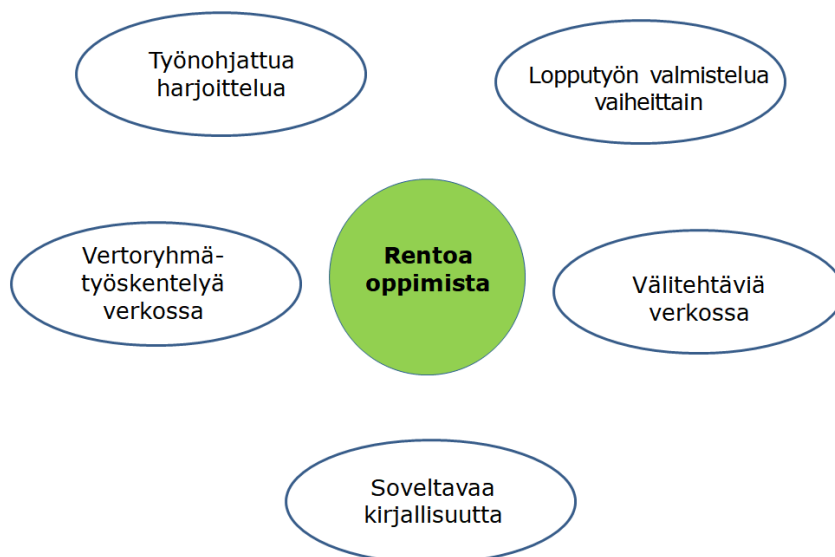 Työnohjattua
harjoittelua
Lopputyön valmistelua
vaiheittain
Vertoryhmä-
työskentelyä
verkossa
Rentoa
oppimista
Välitehtäviä
verkossa
Soveltavaa
kirjallisuutta